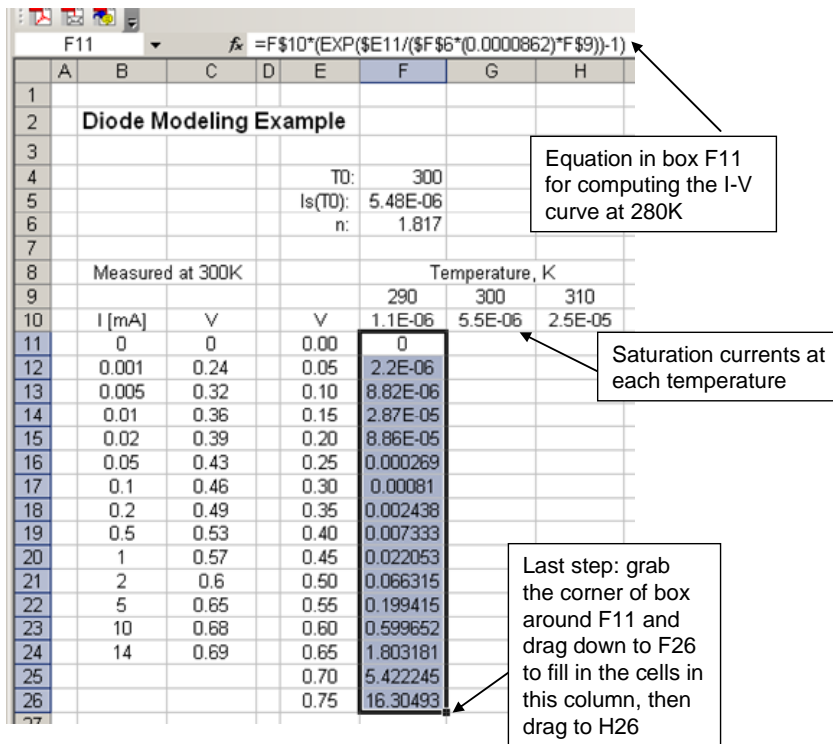 F11 fx =F$10*(EXP($E11/($F$6*(0.0000862)*F$9))-1)
A B C D E F G H
1
2 Diode Modeling Example
3
4 T0: 300
5 Is(T0): 5.48E-06
6 n: 1.817
7
8 Measured at 300K Temperature, K
9 290 300 310
10 I [mA] V V 1.1E-06 5.5E-06 2.5E-05
11 0 0 0.00 0
12 0.001 0.24 0.05 2.2E-06
13 0.005 0.32 0.10 8.82E-06
14 0.01 0.36 0.15 2.87E-05
15 0.02 0.39 0.20 8.86E-05
16 0.05 0.43 0.25 0.000269
17 0.1 0.46 0.30 0.00081
18 0.2 0.49 0.35 0.002438
19 0.5 0.53 0.40 0.007333
20 1 0.57 0.45 0.022053
21 2 0.6 0.50 0.066315
22 5 0.65 0.55 0.199415
23 10 0.68 0.60 0.599652
24 14 0.69 0.65 1.803181
25 0.70 5.422245
26 0.75 16.30493
27
Equation in box F11
for computing the I-V
curve at 280K
Saturation currents at
each temperature
Last step: grab
the corner of box
around F11 and
drag down to F26
to fill in the cells in
this column, then
drag to H26